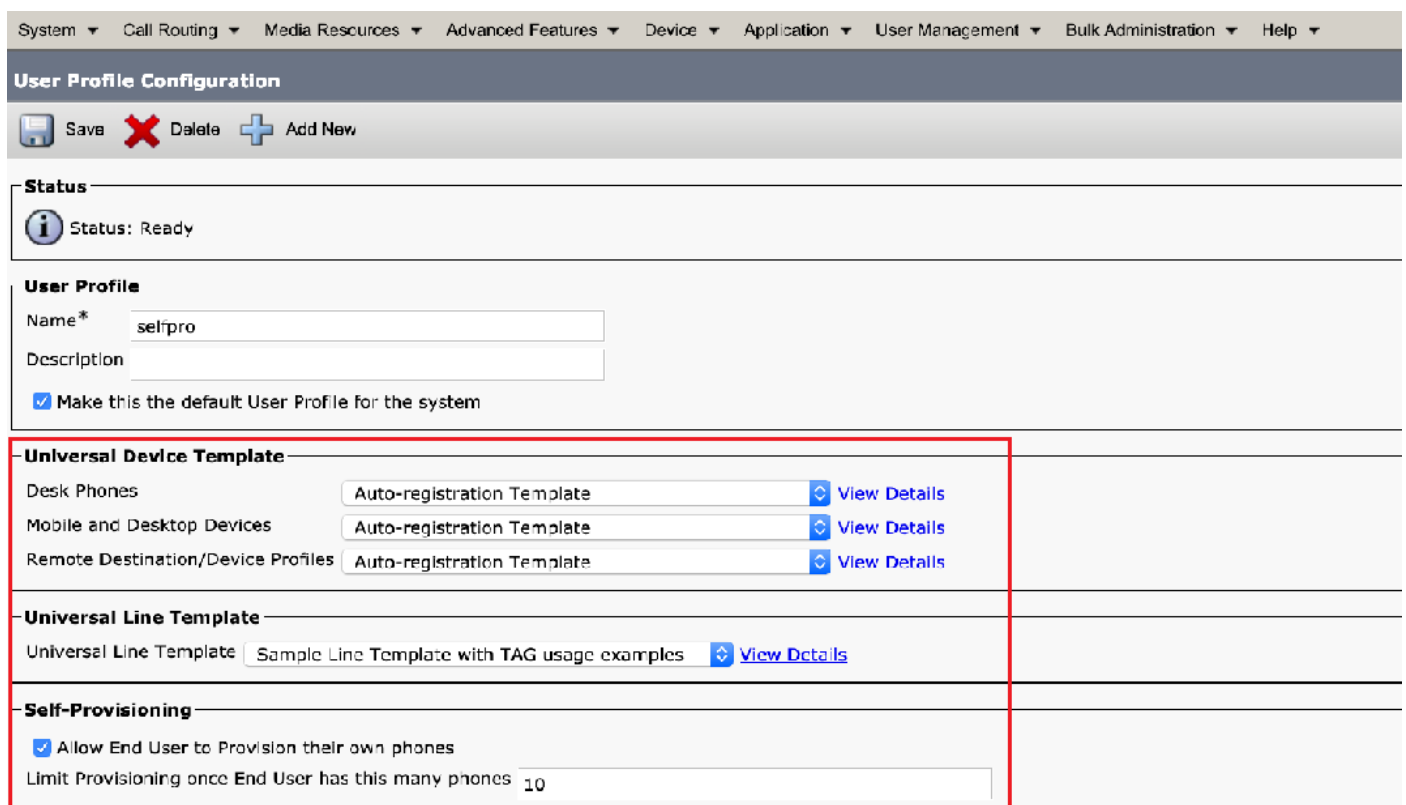 System Call Routing Media Resources Advanced Features Device Application User Management Bulk Administration Help
User Profile Configuration
Save Delete Add New
Status
Status: Ready
User Profile
Name* selfpro
Description
Make this the default User Profile for the system
Universal Device Template
Desk Phones Auto-registration Template View Details
Mobile and Desktop Devices Auto-registration Template View Details
Remote Destination/Device Profiles Auto-registration Template View Details
Universal Line Template
Universal Line Template Sample Line Template with TAG usage examples View Details
Self-Provisioning
Allow End User to Provision their own phones
Limit Provisioning once End User has this many phones 10